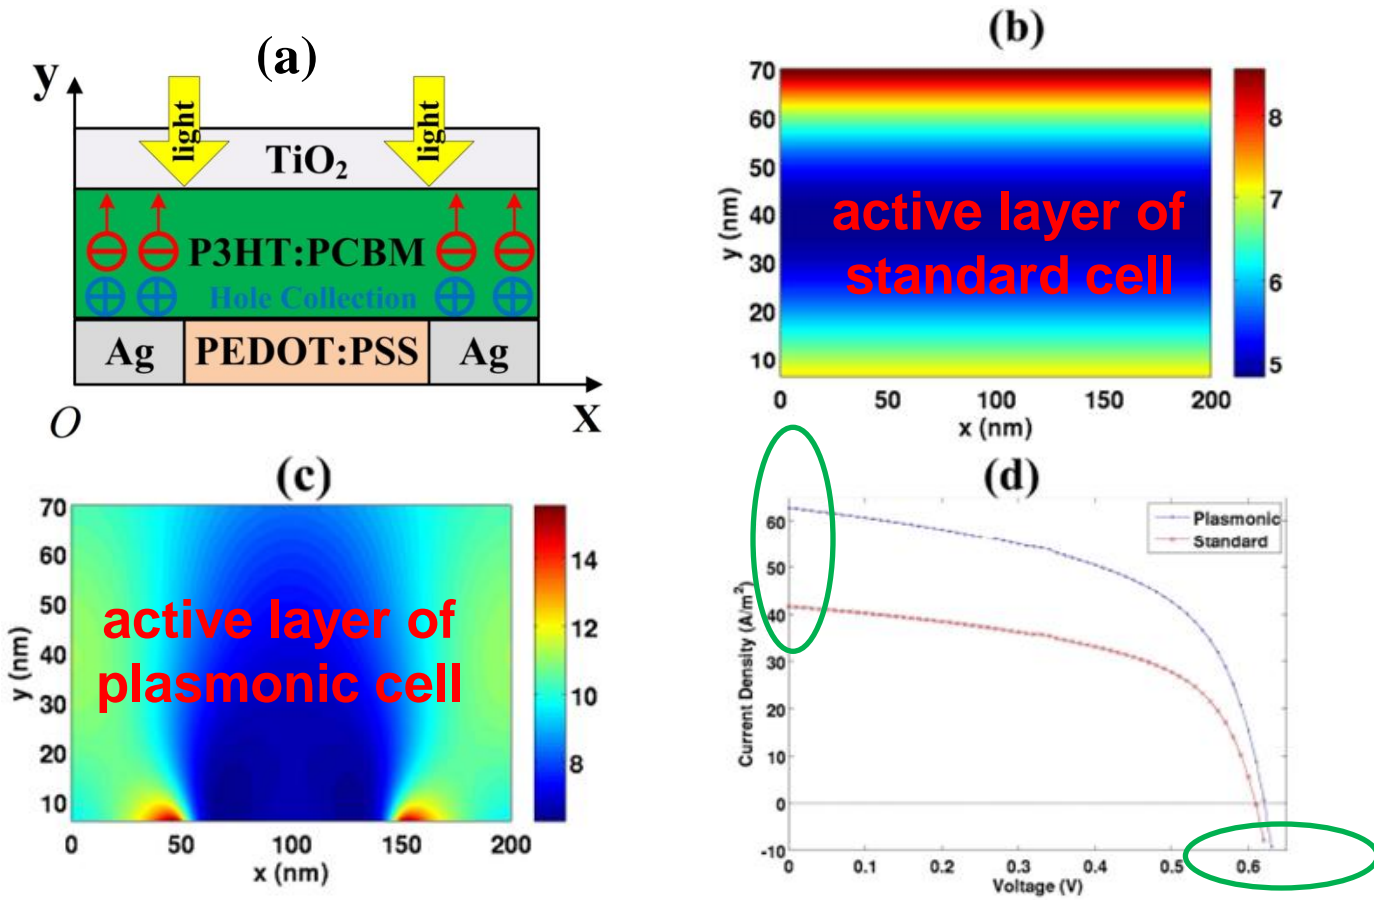 (a)
y
light
light
TiO2
P3HT:PCBM
Hole Collection
Ag
PEDOT:PSS
Ag
O
x
(b)
70
60
50
40
30
20
10
y (nm)
active layer of
standard cell
0
50
100
150
200
x (nm)
8
7
6
5
(c)
70
60
50
40
30
20
10
y (nm)
active layer of
plasmonic cell
0
50
100
150
200
x (nm)
14
12
10
8
(d)
Plasmonic
Standard
60
50
40
30
20
10
0
-10
Current Density (A/m2)
0
0.1
0.2
0.3
0.4
0.5
0.6
Voltage (V)